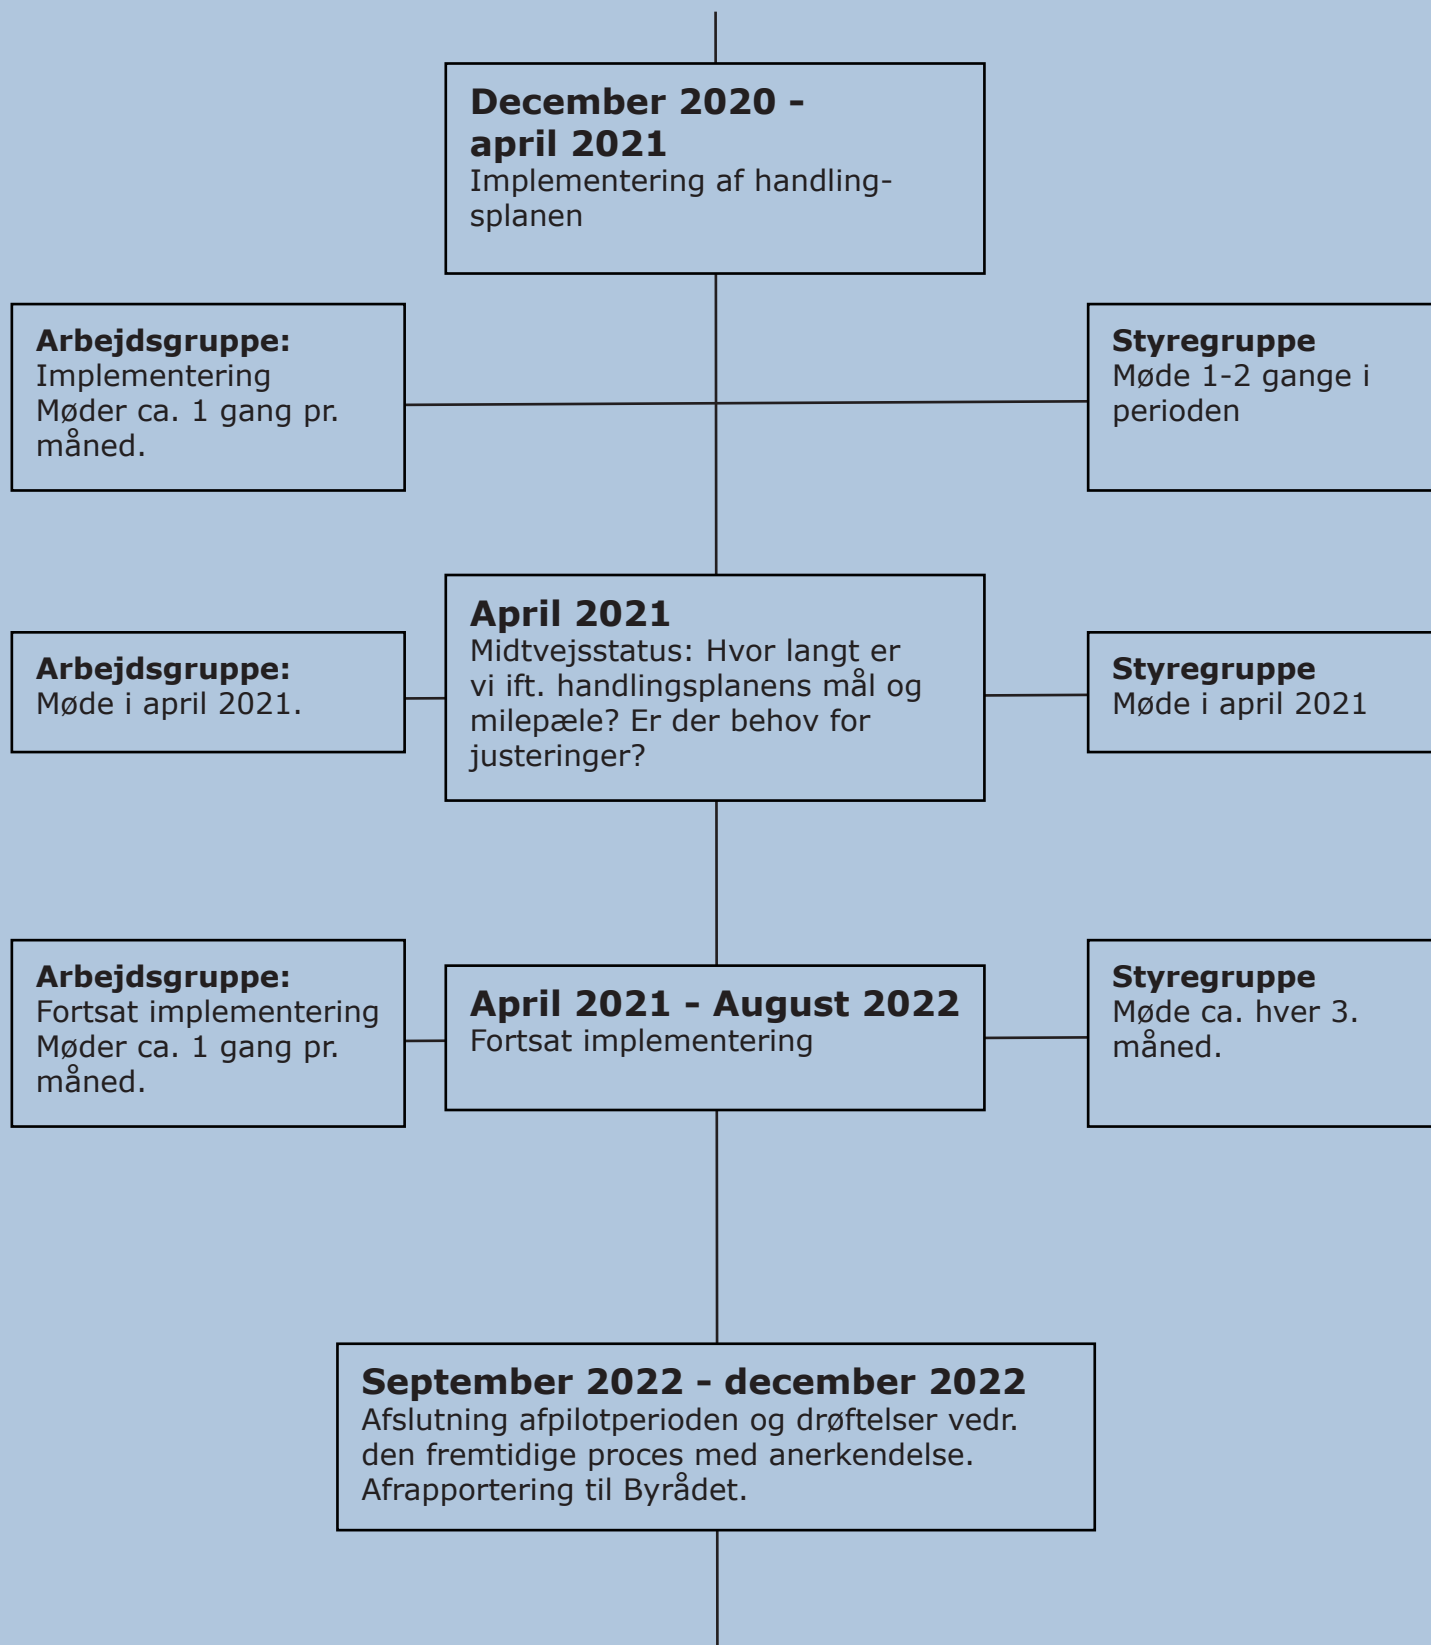 December 2020 -
april 2021
Implementering af handling-
splanen
Arbejdsgruppe:
Implementering
Møder ca. 1 gang pr.
måned.
Styregruppe
Møde 1-2 gange i
perioden
April 2021
Midtvejsstatus: Hvor langt er
vi ift. handlingsplanens mål og
milepæle? Er der behov for
justeringer?
Arbejdsgruppe:
Møde i april 2021.
Styregruppe
Møde i april 2021
Arbejdsgruppe:
Fortsat implementering
Møder ca. 1 gang pr.
måned.
April 2021 - August 2022
Fortsat implementering
Styregruppe
Møde ca. hver 3.
måned.
September 2022 - december 2022
Afslutning afpilotperioden og drøftelser vedr.
den fremtidige proces med anerkendelse.
Afrapportering til Byrådet.